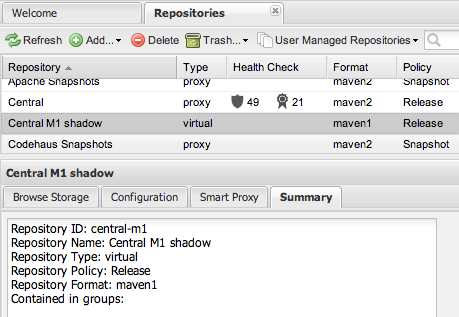 Welcome Repositories
Refresh Add... Delete Trash... User Managed Repositories
Repository Type Health Check Format Policy
Apache Snapshots proxy maven2 Snapshot
Central proxy 49 21 maven2 Release
Central M1 shadow virtual maven1 Release
Codehaus Snapshots proxy maven2 Snapshot
Central M1 shadow
Browse Storage Configuration Smart Proxy Summary
Repository ID: central-m1
Repository Name: Central M1 shadow
Repository Type: virtual
Repository Policy: Release
Repository Format: maven1
Contained in groups: